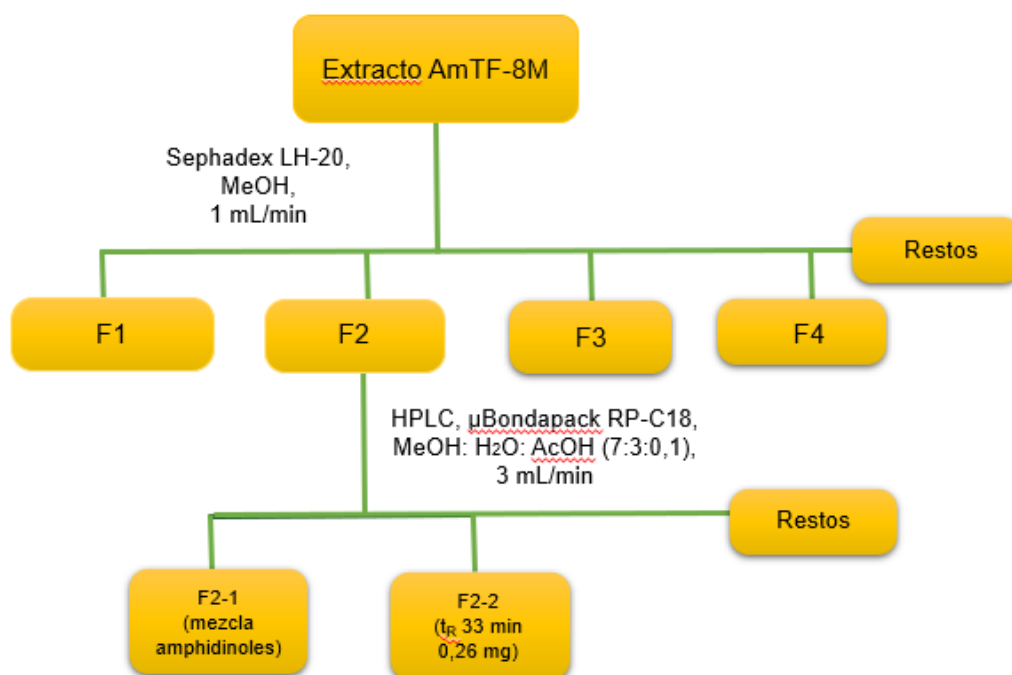 Extracto AmTF-8M
Sephadex LH-20,
MeOH,
1 mL/min
Restos
F1
F2
F3
F4
HPLC, µBondapack RP-C18,
MeOH: H2O: AcOH (7:3:0,1),
3 mL/min
Restos
F2-1
(mezcla
amphidinoles)
F2-2
(tR 33 min
0,26 mg)